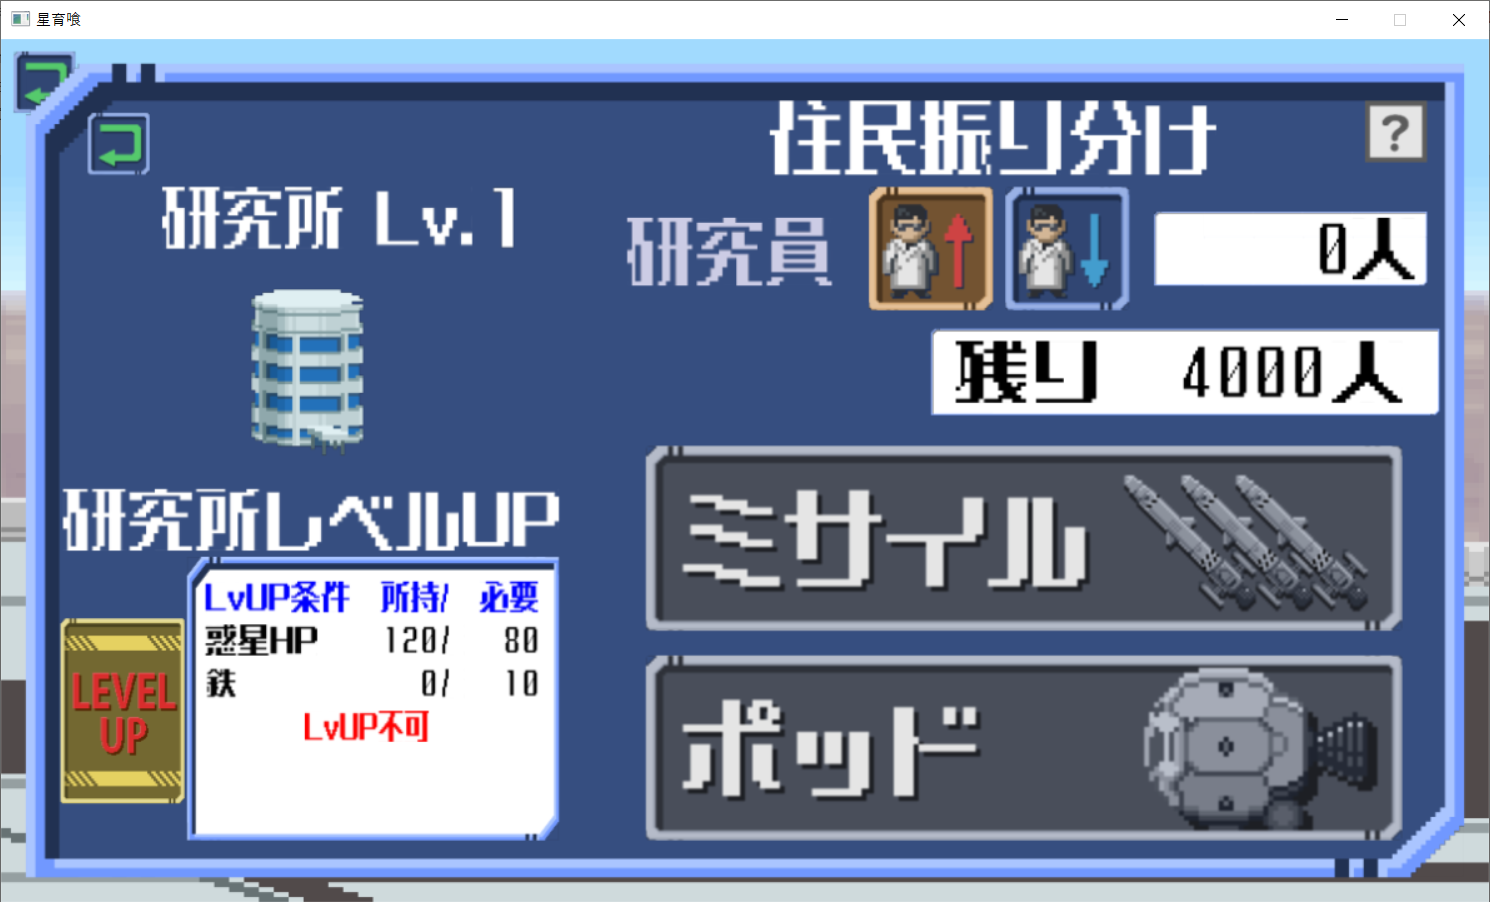 星育喰
住民振り分け
?
研究所 Lv.1
研究員
0人
残り 4000人
研究所レベルUP
LvUP条件 所持/ 必要
惑星HP 120/ 80
鉄 0/ 10
LvUP不可
LEVEL
UP
ミサイル
ポッド